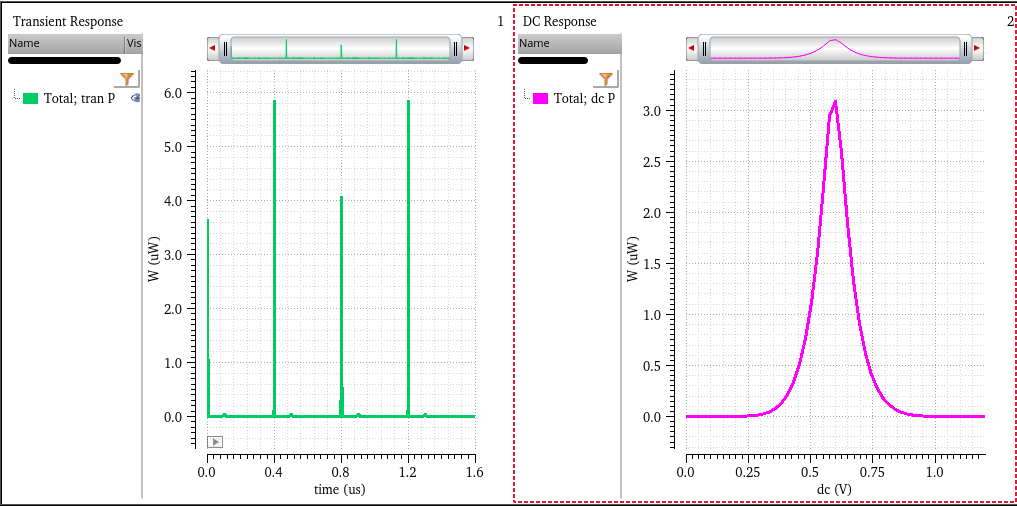 Transient Response 1
Name Vis
Total; tran P
6.0
5.0
4.0
3.0
2.0
1.0
0.0
W (uW)
0.0 0.4 0.8 1.2 1.6
time (us)
DC Response 2
Name
Total; dc P
3.0
2.5
2.0
1.5
1.0
0.5
0.0
W (uW)
0.0 0.25 0.5 0.75 1.0
dc (V)